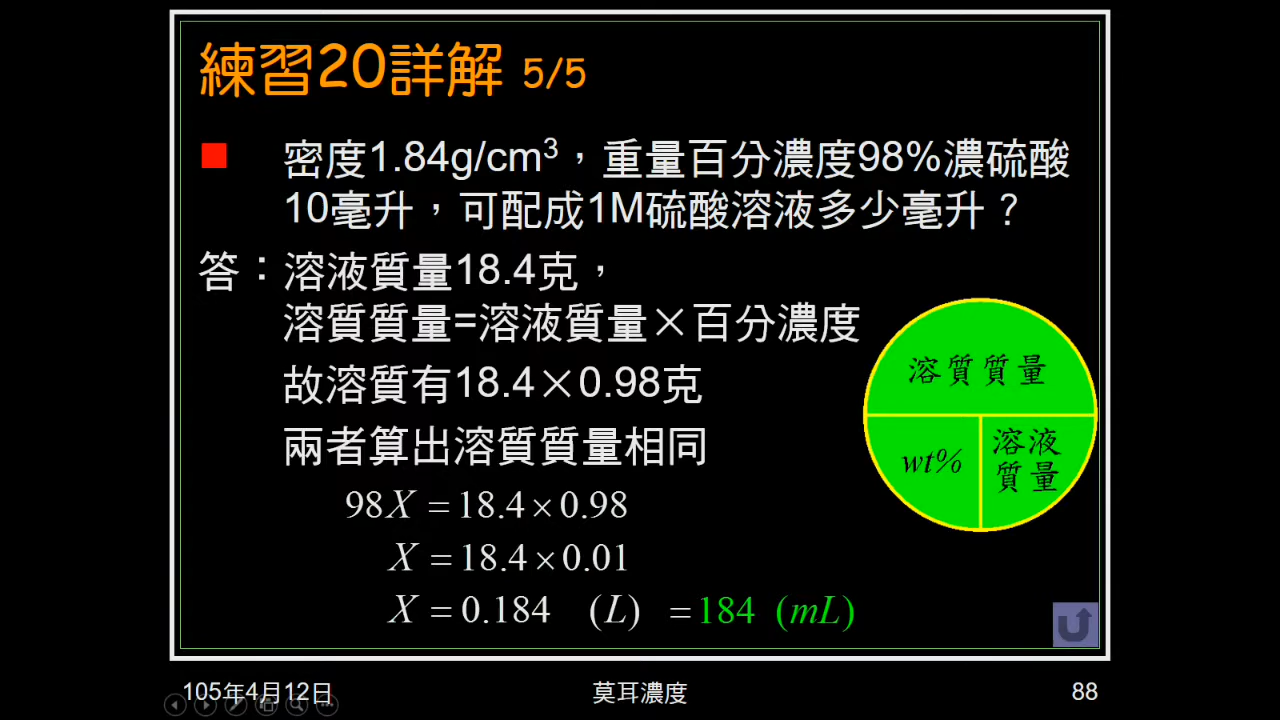 練習20詳解 5/5
密度1.84g/cm³，重量百分濃度98%濃硫酸
10毫升，可配成1M硫酸溶液多少毫升？
答：溶液質量18.4克，
溶質質量=溶液質量×百分濃度
故溶質有18.4×0.98克
兩者算出溶質質量相同
98X = 18.4×0.98
X = 18.4×0.01
X = 0.184 (L) = 184 (mL)
溶質質量
wt%
溶液
質量
105年4月12日
莫耳濃度
88